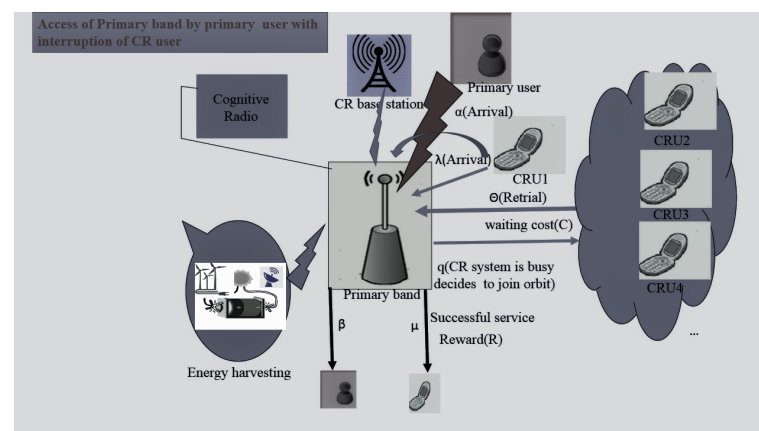 Access of Primary band by primary user with
interruption of CR user
Cognitive
Radio
CR base station
Primary user
α(Arrival)
λ(Arrival)
CRU1
CRU2
CRU3
CRU4
...
Θ(Retrial)
waiting cost(C)
q(CR system is busy
decides to join orbit)
Primary band
Energy harvesting
β
μ
Successful service
Reward(R)